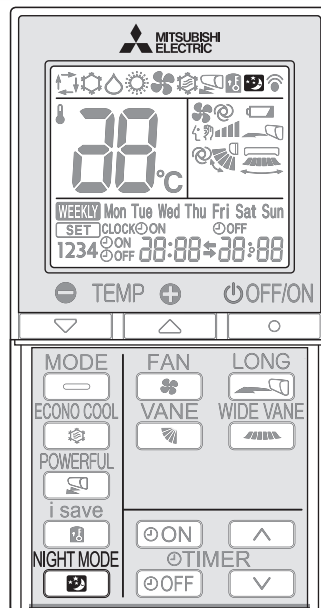 MITSUBISHI
ELECTRIC
88°C
WEEKLY Mon Tue Wed Thu Fri Sat Sun
SET CLOCK ON OFF
1234 ON OFF 88:88 88:88
TEMP OFF/ON
MODE FAN LONG
ECONO COOL VANE WIDE VANE
POWERFUL
i save
ON
NIGHT MODE TIMER
OFF